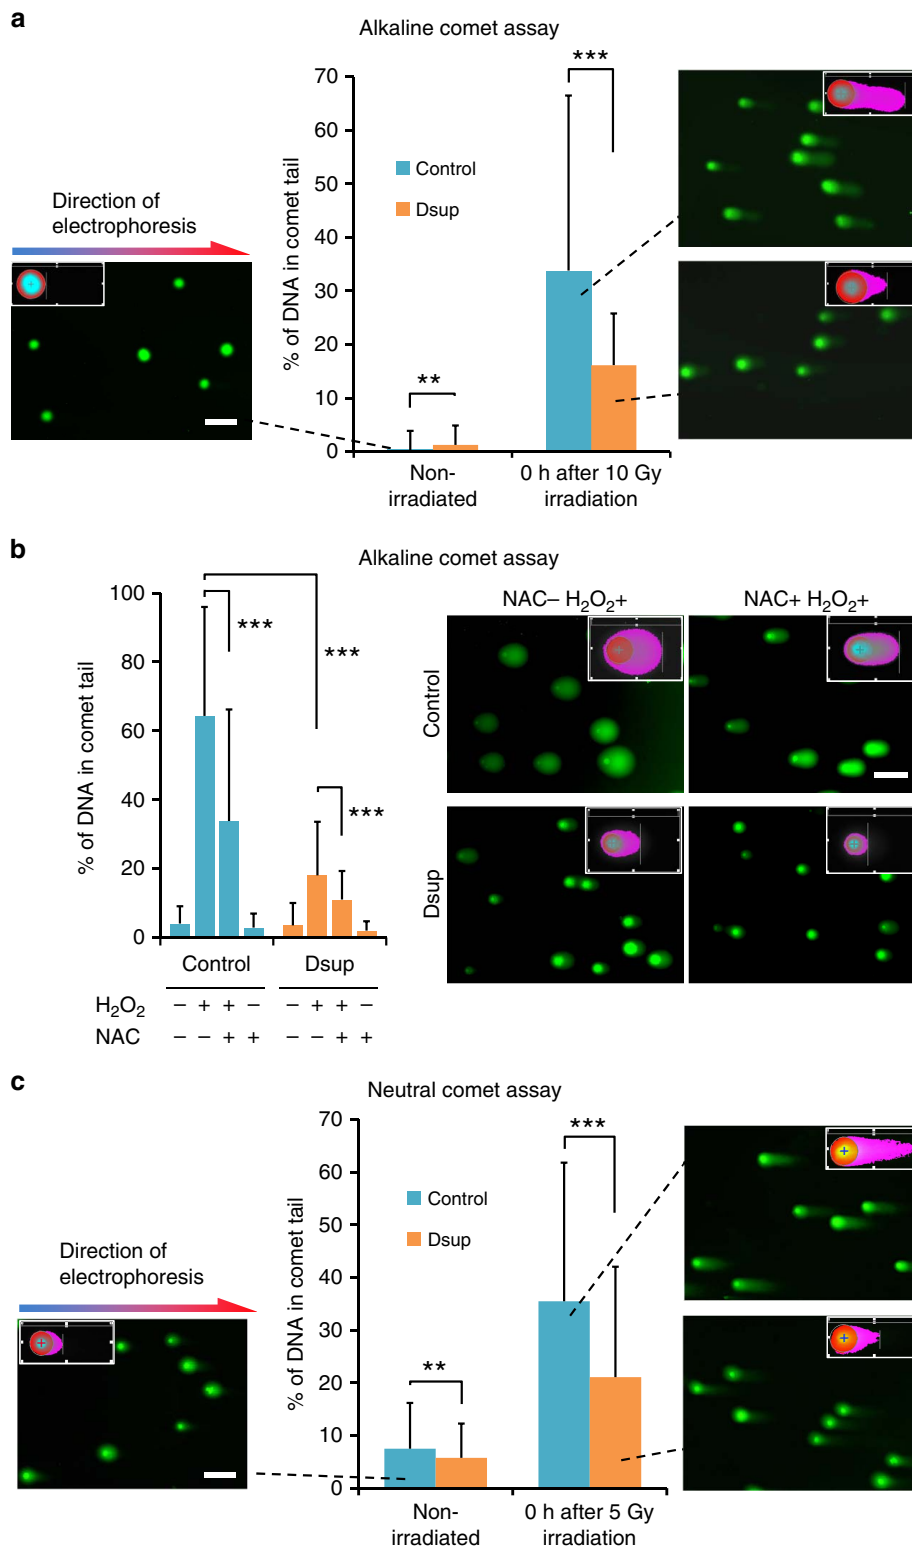 a
Alkaline comet assay
% of DNA in comet tail
70
60
50
40
30
20
10
0
***
**
Control
Dsup
Direction of
electrophoresis
Non-
irradiated
0 h after 10 Gy
irradiation
b
Alkaline comet assay
% of DNA in comet tail
100
80
60
40
20
0
***
***
***
Control
Dsup
H2O2 – + + – – + + –
NAC – – + + – – + +
NAC– H2O2+
NAC+ H2O2+
Control
Dsup
c
Neutral comet assay
% of DNA in comet tail
70
60
50
40
30
20
10
0
***
**
Control
Dsup
Direction of
electrophoresis
Non-
irradiated
0 h after 5 Gy
irradiation